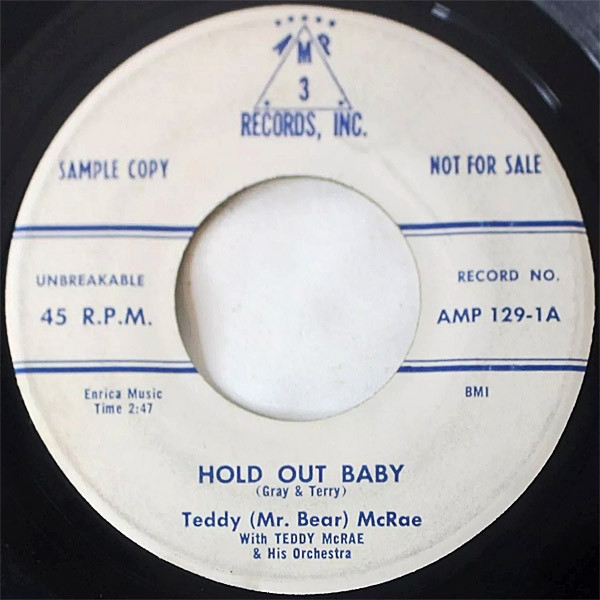 AMP
3
RECORDS, INC.
SAMPLE COPY
NOT FOR SALE
UNBREAKABLE
45 R.P.M.
RECORD NO.
AMP 129-1A
Enrica Music
Time 2:47
BMI
HOLD OUT BABY
(Gray & Terry)
Teddy (Mr. Bear) McRae
With TEDDY McRAE
& His Orchestra